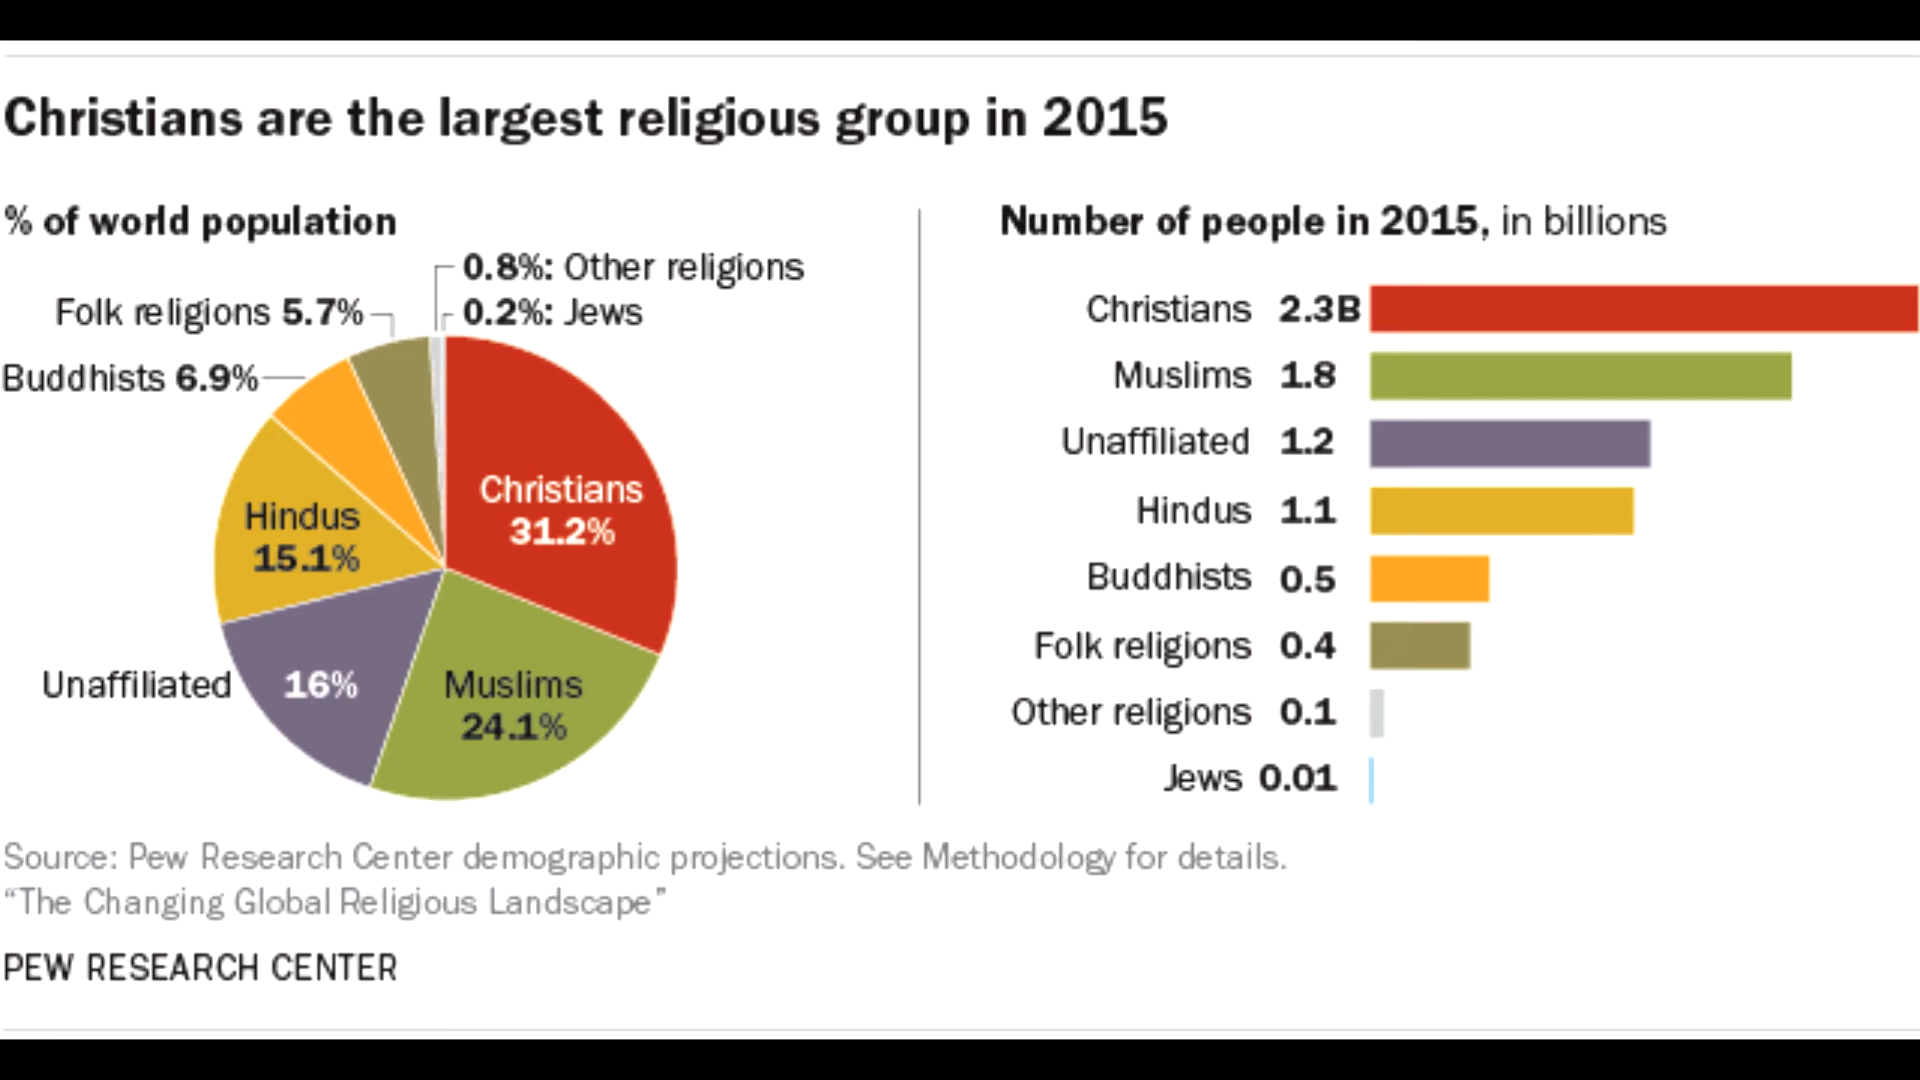 Christians are the largest religious group in 2015
% of world population
0.8%: Other religions
Folk religions 5.7%
0.2%: Jews
Buddhists 6.9%
Christians
31.2%
Hindus
15.1%
Unaffiliated
16%
Muslims
24.1%
Number of people in 2015, in billions
Christians 2.3B
Muslims 1.8
Unaffiliated 1.2
Hindus 1.1
Buddhists 0.5
Folk religions 0.4
Other religions 0.1
Jews 0.01
Source: Pew Research Center demographic projections. See Methodology for details.
“The Changing Global Religious Landscape”
PEW RESEARCH CENTER